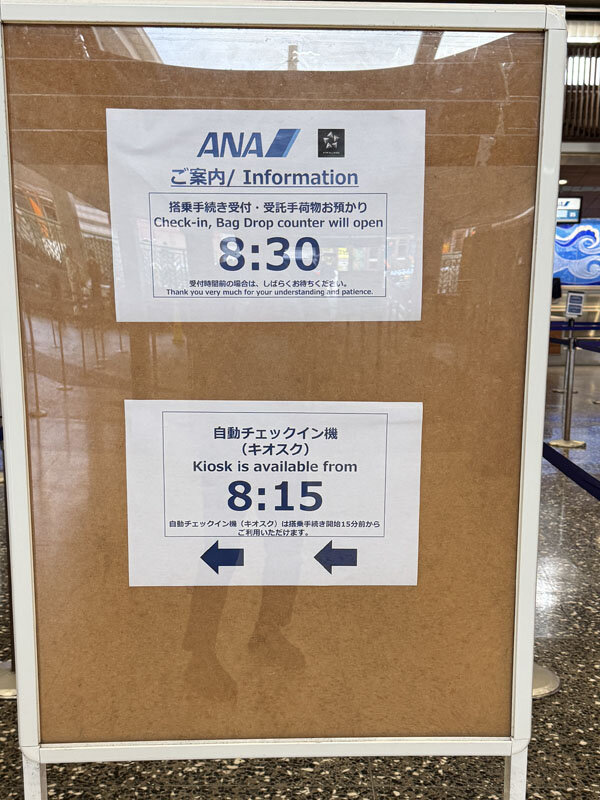 ANA
ご案内/ Information
搭乗手続き受付・受託手荷物お預かり
Check-in, Bag Drop counter will open
8:30
受付時間前の場合は、しばらくお待ちください。
Thank you very much for your understanding and patience.
自動チェックイン機
（キオスク）
Kiosk is available from
8:15
自動チェックイン機（キオスク）は搭乗手続き開始15分前から
ご利用いただけます。